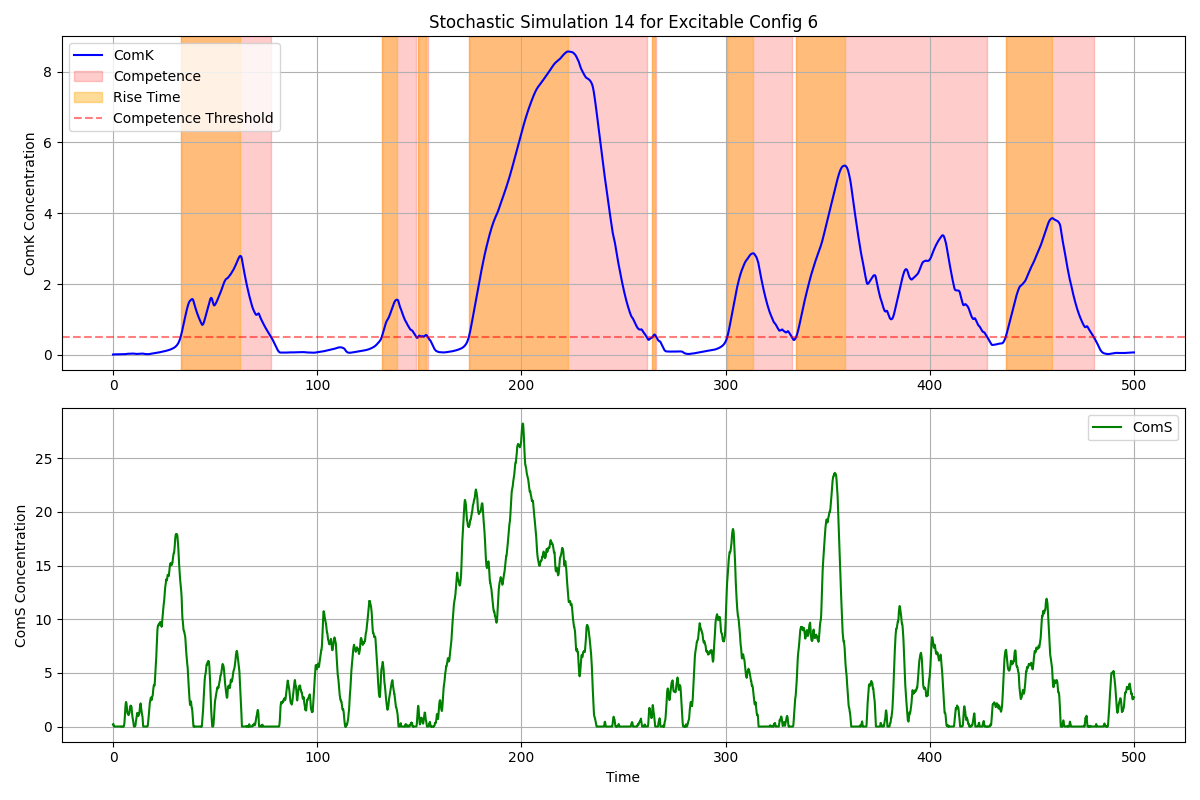 Stochastic Simulation 14 for Excitable Config 6
ComK Concentration
8
6
4
2
0
ComK
Competence
Rise Time
Competence Threshold
0 100 200 300 400 500
ComS Concentration
25
20
15
10
5
0
ComS
0 100 200 300 400 500
Time